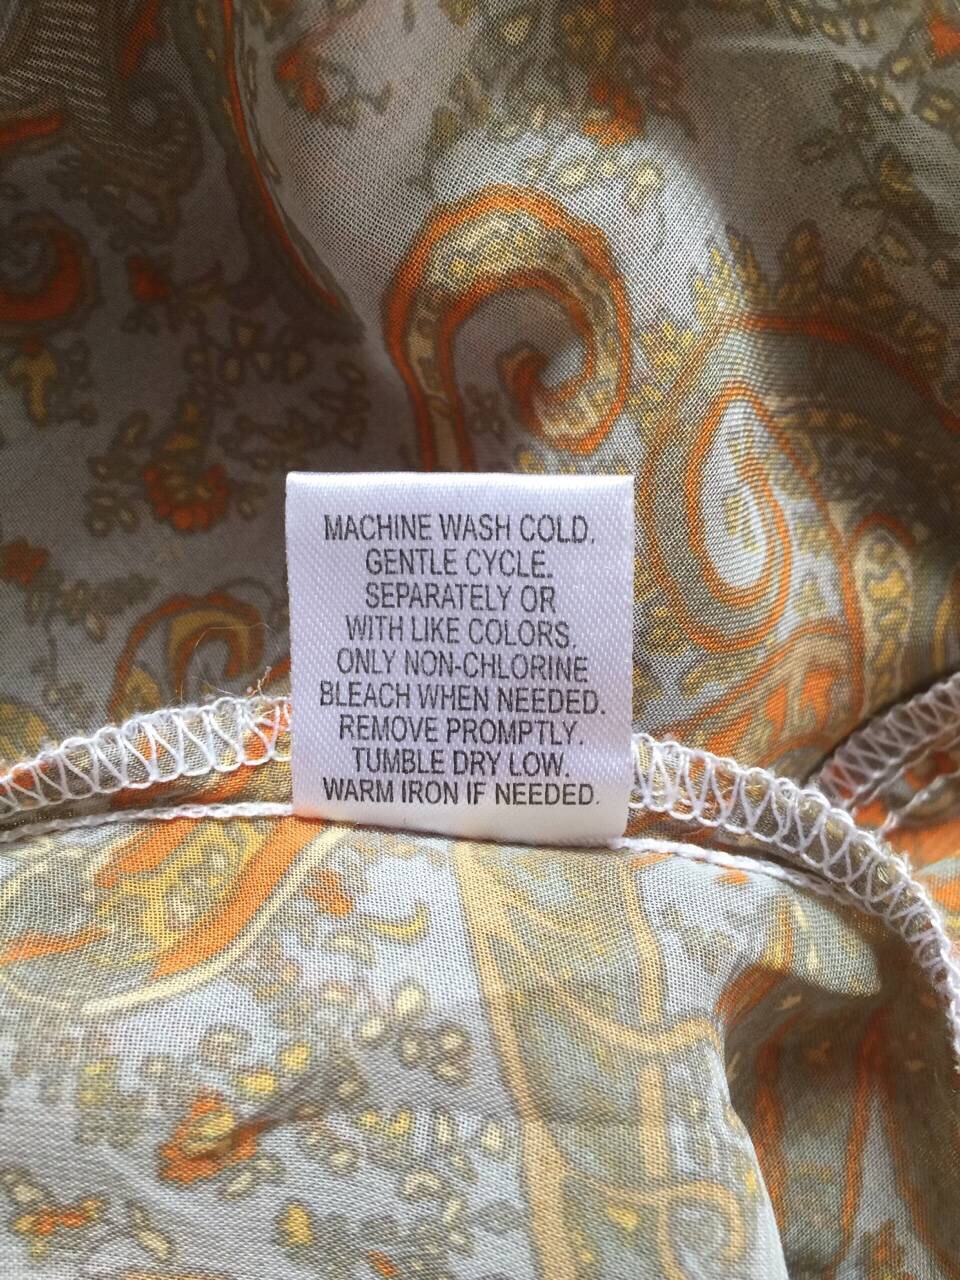 MACHINE WASH COLD.
GENTLE CYCLE.
SEPARATELY OR
WITH LIKE COLORS.
ONLY NON-CHLORINE
BLEACH WHEN NEEDED.
REMOVE PROMPTLY.
TUMBLE DRY LOW.
WARM IRON IF NEEDED.